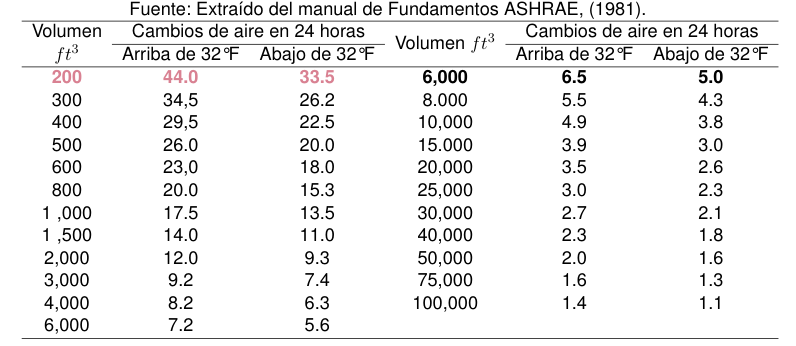 Fuente: Extraído del manual de Fundamentos ASHRAE, (1981).
Volumen ft³ Cambios de aire en 24 horas Volumen ft³ Cambios de aire en 24 horas
Arriba de 32°F Abajo de 32°F Arriba de 32°F Abajo de 32°F
200 44.0 33.5 6,000 6.5 5.0
300 34,5 26.2 8.000 5.5 4.3
400 29,5 22.5 10,000 4.9 3.8
500 26.0 20.0 15.000 3.9 3.0
600 23,0 18.0 20,000 3.5 2.6
800 20.0 15.3 25,000 3.0 2.3
1 ,000 17.5 13.5 30,000 2.7 2.1
1 ,500 14.0 11.0 40,000 2.3 1.8
2,000 12.0 9.3 50,000 2.0 1.6
3,000 9.2 7.4 75,000 1.6 1.3
4,000 8.2 6.3 100,000 1.4 1.1
6,000 7.2 5.6